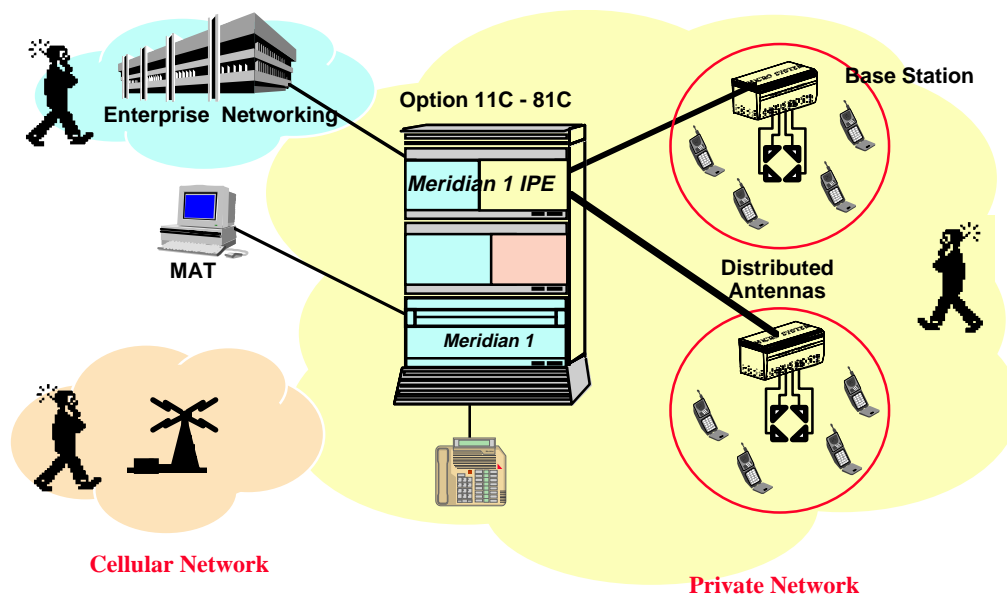 Enterprise Networking
Option 11C - 81C
Base Station
Meridian 1 IPE
MAT
Distributed
Antennas
Meridian 1
Cellular Network
Private Network